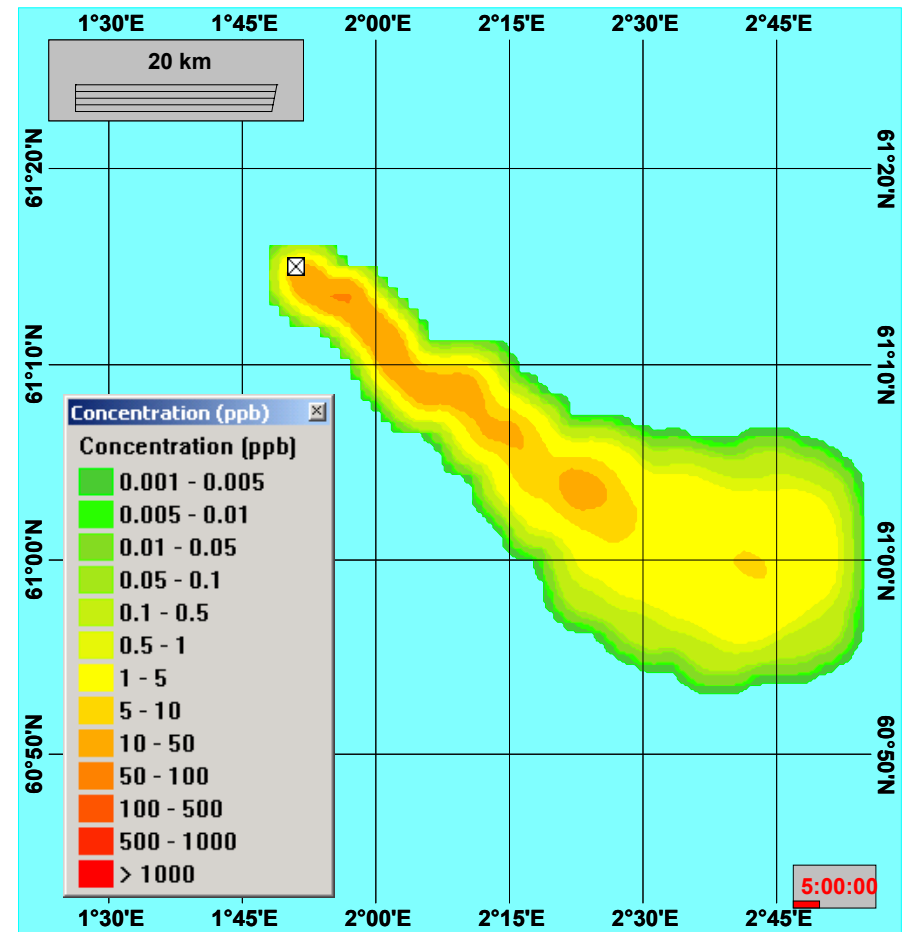 1°30'E 1°45'E 2°00'E 2°15'E 2°30'E 2°45'E
20 km
61°20'N 61°20'N
61°10'N 61°10'N
Concentration (ppb)
Concentration (ppb)
0.001 - 0.005
0.005 - 0.01
0.01 - 0.05
0.05 - 0.1
0.1 - 0.5
0.5 - 1
1 - 5
5 - 10
10 - 50
50 - 100
100 - 500
500 - 1000
> 1000
61°00'N 61°00'N
60°50'N 60°50'N
5:00:00
1°30'E 1°45'E 2°00'E 2°15'E 2°30'E 2°45'E